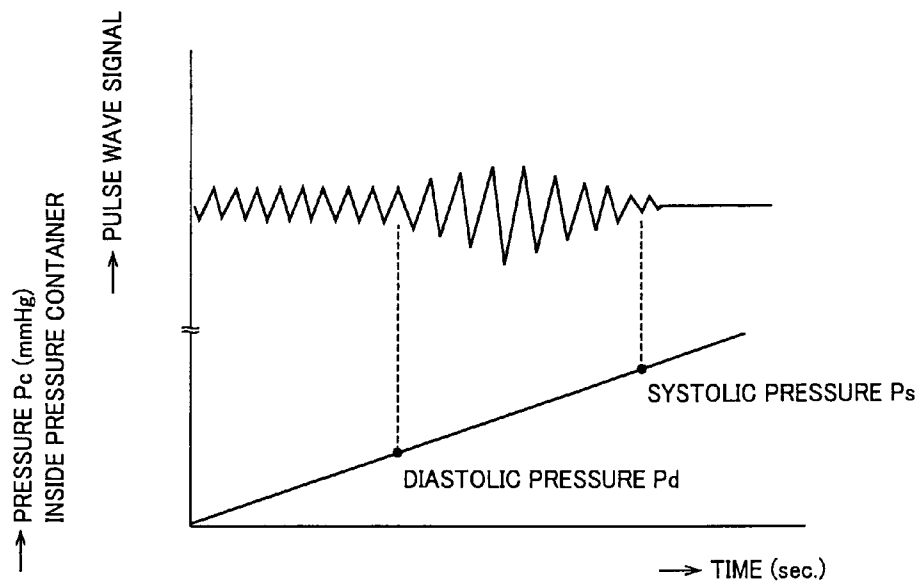 → PULSE WAVE SIGNAL
→ PRESSURE Pc (mmHg)
INSIDE PRESSURE CONTAINER
SYSTOLIC PRESSURE Ps
DIASTOLIC PRESSURE Pd
→ TIME (sec.)